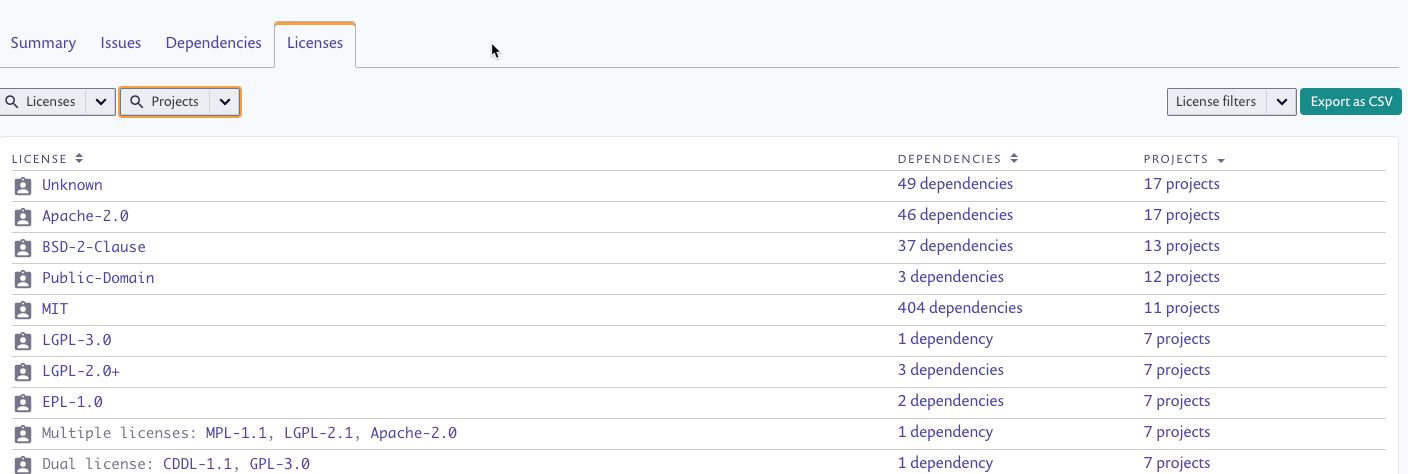 Summary Issues Dependencies Licenses
Licenses Projects License filters Export as CSV
LICENSE DEPENDENCIES PROJECTS
Unknown 49 dependencies 17 projects
Apache-2.0 46 dependencies 17 projects
BSD-2-Clause 37 dependencies 13 projects
Public-Domain 3 dependencies 12 projects
MIT 404 dependencies 11 projects
LGPL-3.0 1 dependency 7 projects
LGPL-2.0+ 3 dependencies 7 projects
EPL-1.0 2 dependencies 7 projects
Multiple licenses: MPL-1.1, LGPL-2.1, Apache-2.0 1 dependency 7 projects
Dual license: CDDL-1.1, GPL-3.0 1 dependency 7 projects